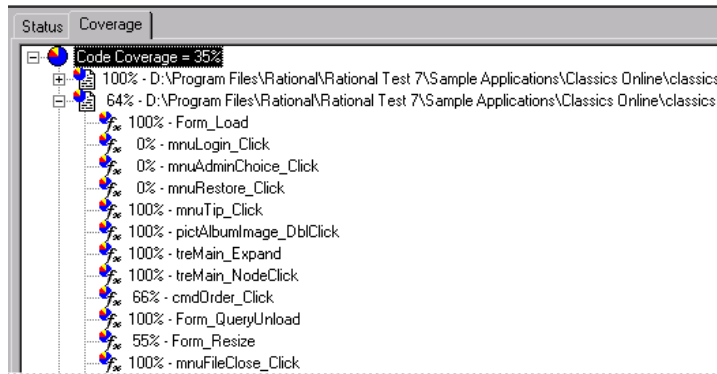 Status Coverage
Code Coverage = 35%
100% - D:\Program Files\Rational\Rational Test 7\Sample Applications\Classics Online\classics
64% - D:\Program Files\Rational\Rational Test 7\Sample Applications\Classics Online\classics
100% - Form_Load
0% - mnuLogin_Click
0% - mnuAdminChoice_Click
0% - mnuRestore_Click
100% - mnuTip_Click
100% - pictAlbumImage_DblClick
100% - treMain_Expand
100% - treMain_NodeClick
66% - cmdOrder_Click
100% - Form_QueryUnload
55% - Form_Resize
100% - mnuFileClose_Click